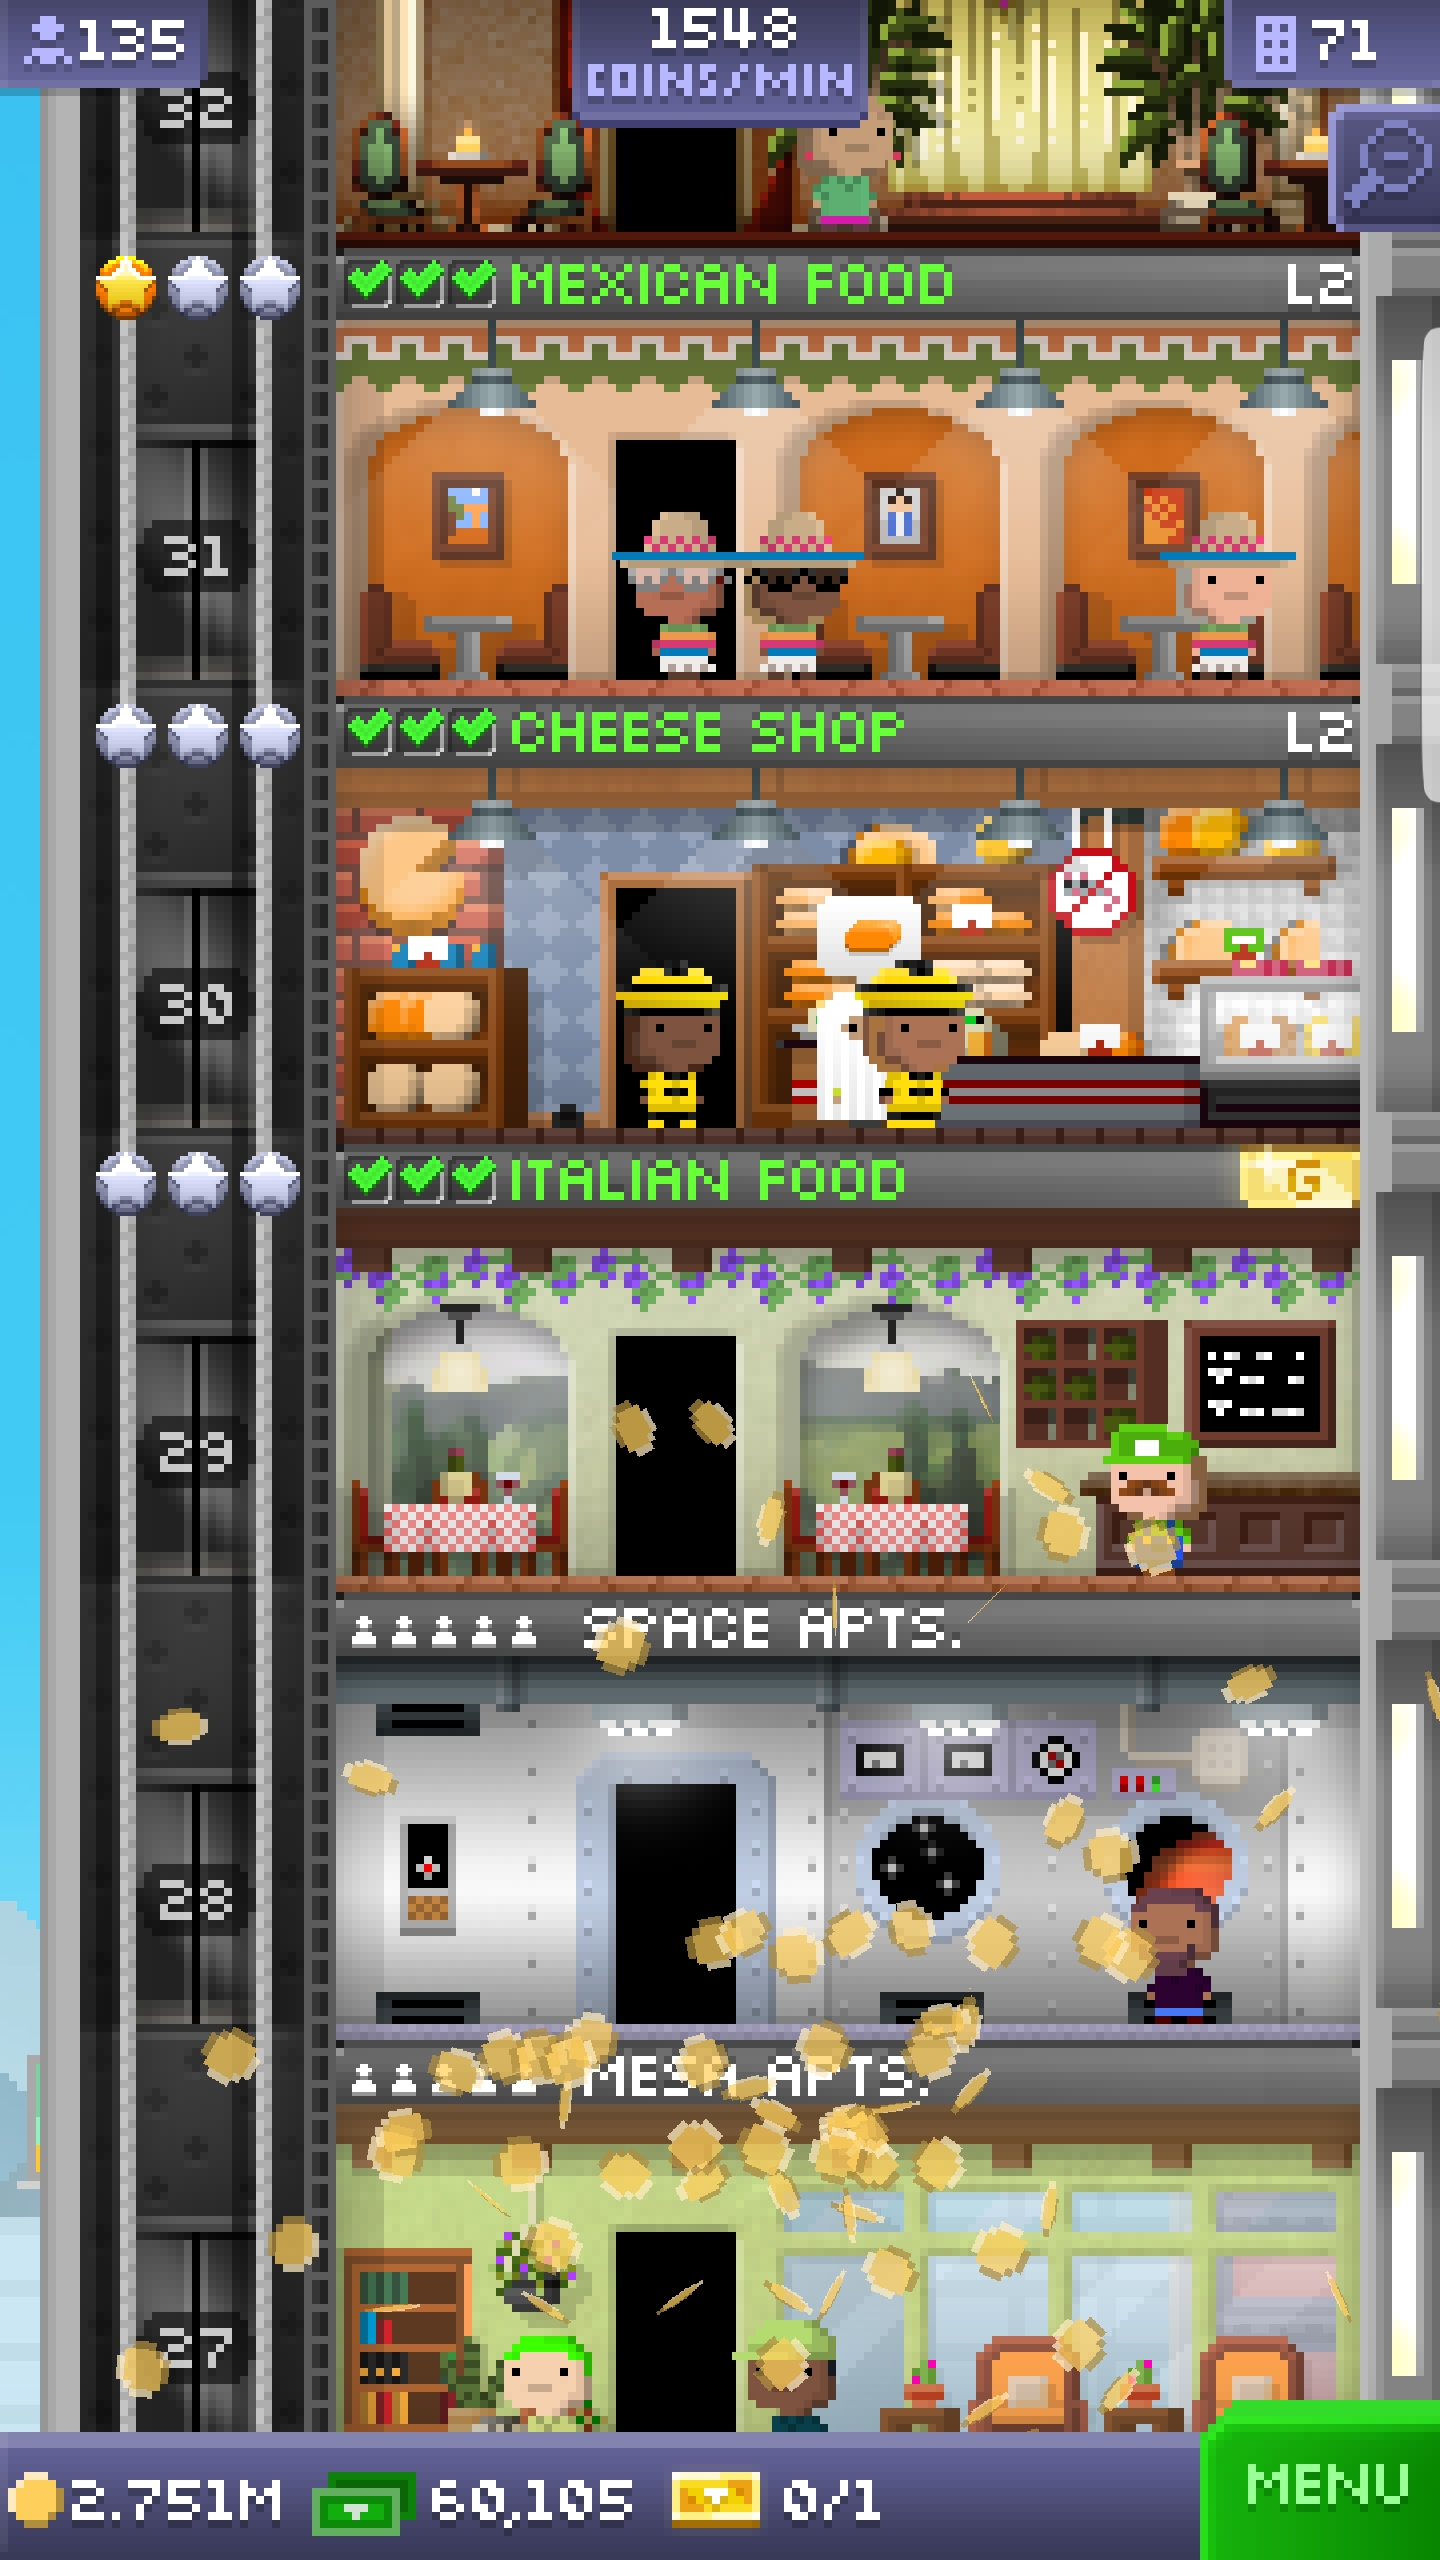 135
1548
COINS/MIN
71
32
MEXICAN FOOD L2
31
CHEESE SHOP L2
30
ITALIAN FOOD G
29
SPACE APTS.
28
MESA APTS.
27
2.751M 60,105 0/1 MENU